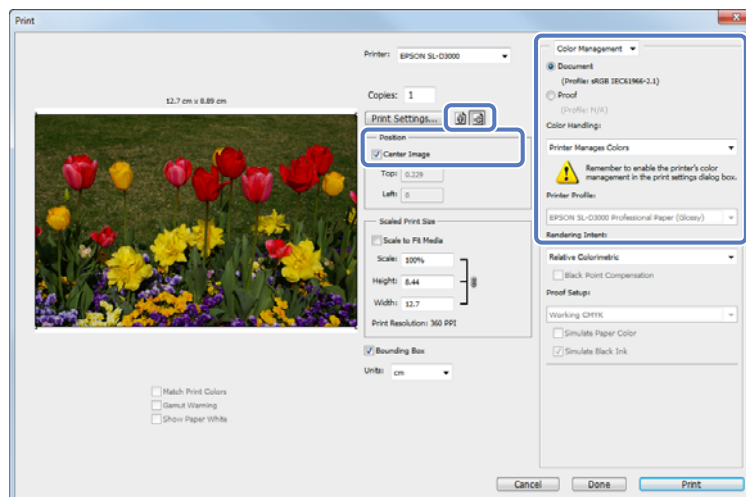 Print
12.7 cm x 8.89 cm
Match Print Colors
Gamut Warning
Show Paper White
Printer: EPSON SL-D3000
Copies: 1
Print Settings...
Position
Center Image
Top: 0.229
Left: 0
Scaled Print Size
Scale to Fit Media
Scale: 100%
Height: 8.44
Width: 12.7
Print Resolution: 360 PPI
Bounding Box
Units: cm
Color Management
Document
(Profile: sRGB IEC61966-2.1)
Proof
(Profile: N/A)
Color Handling:
Printer Manages Colors
Remember to enable the printer's color
management in the print settings dialog box.
Printer Profile:
EPSON SL-D3000 Professional Paper (Glossy)
Rendering Intent:
Relative Colorimetric
Black Point Compensation
Proof Setup:
Working CMYK
Simulate Paper Color
Simulate Black Ink
Cancel
Done
Print